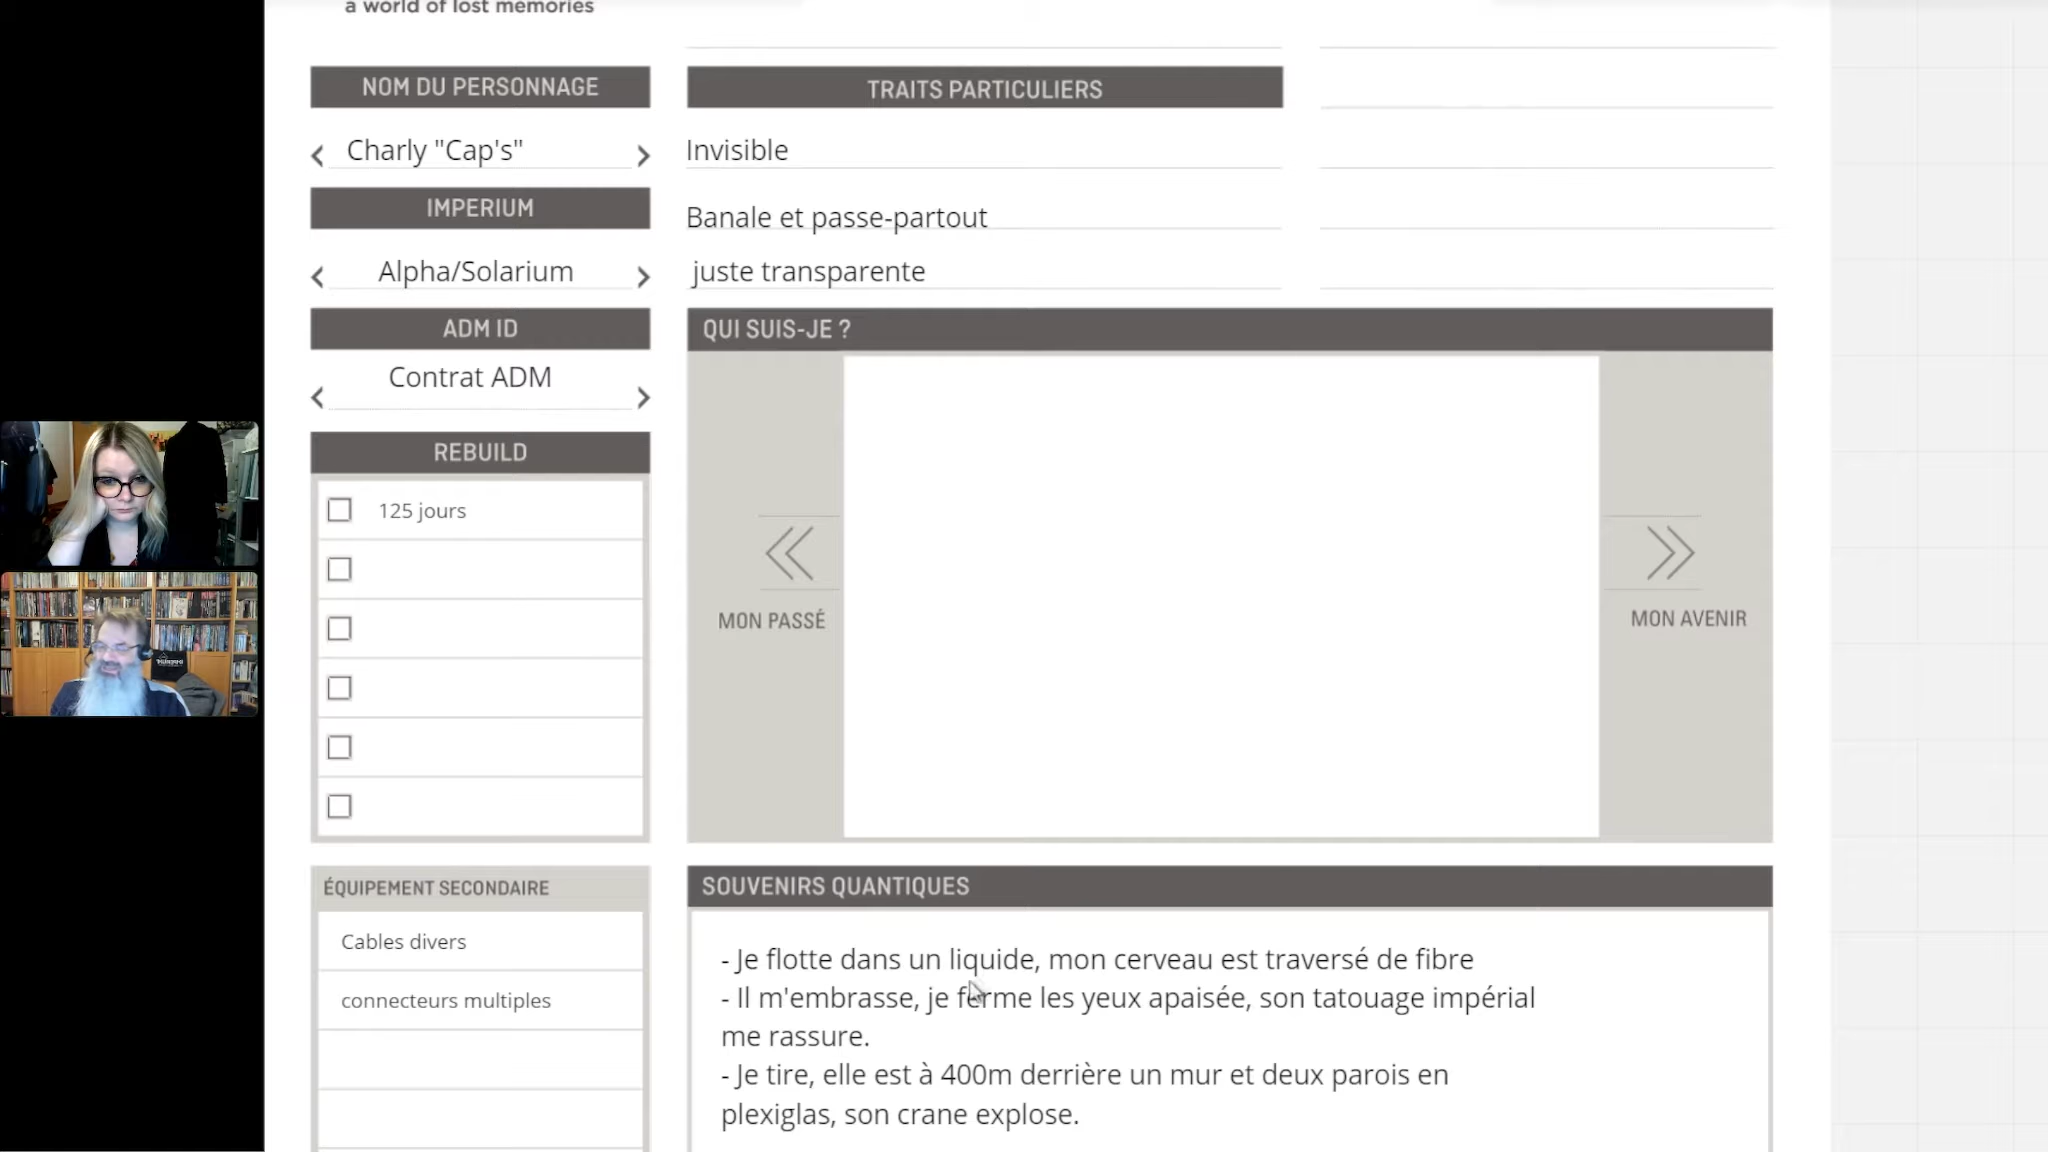 a world of lost memories
NOM DU PERSONNAGE
Charly "Cap's"
IMPERIUM
Alpha/Solarium
ADM ID
Contrat ADM
REBUILD
125 jours
ÉQUIPEMENT SECONDAIRE
Cables divers
connecteurs multiples
TRAITS PARTICULIERS
Invisible
Banale et passe-partout
juste transparente
QUI SUIS-JE ?
MON PASSÉ
MON AVENIR
SOUVENIRS QUANTIQUES
- Je flotte dans un liquide, mon cerveau est traversé de fibre
- Il m'embrasse, je ferme les yeux apaisée, son tatouage impérial
me rassure.
- Je tire, elle est à 400m derrière un mur et deux parois en
plexiglas, son crane explose.